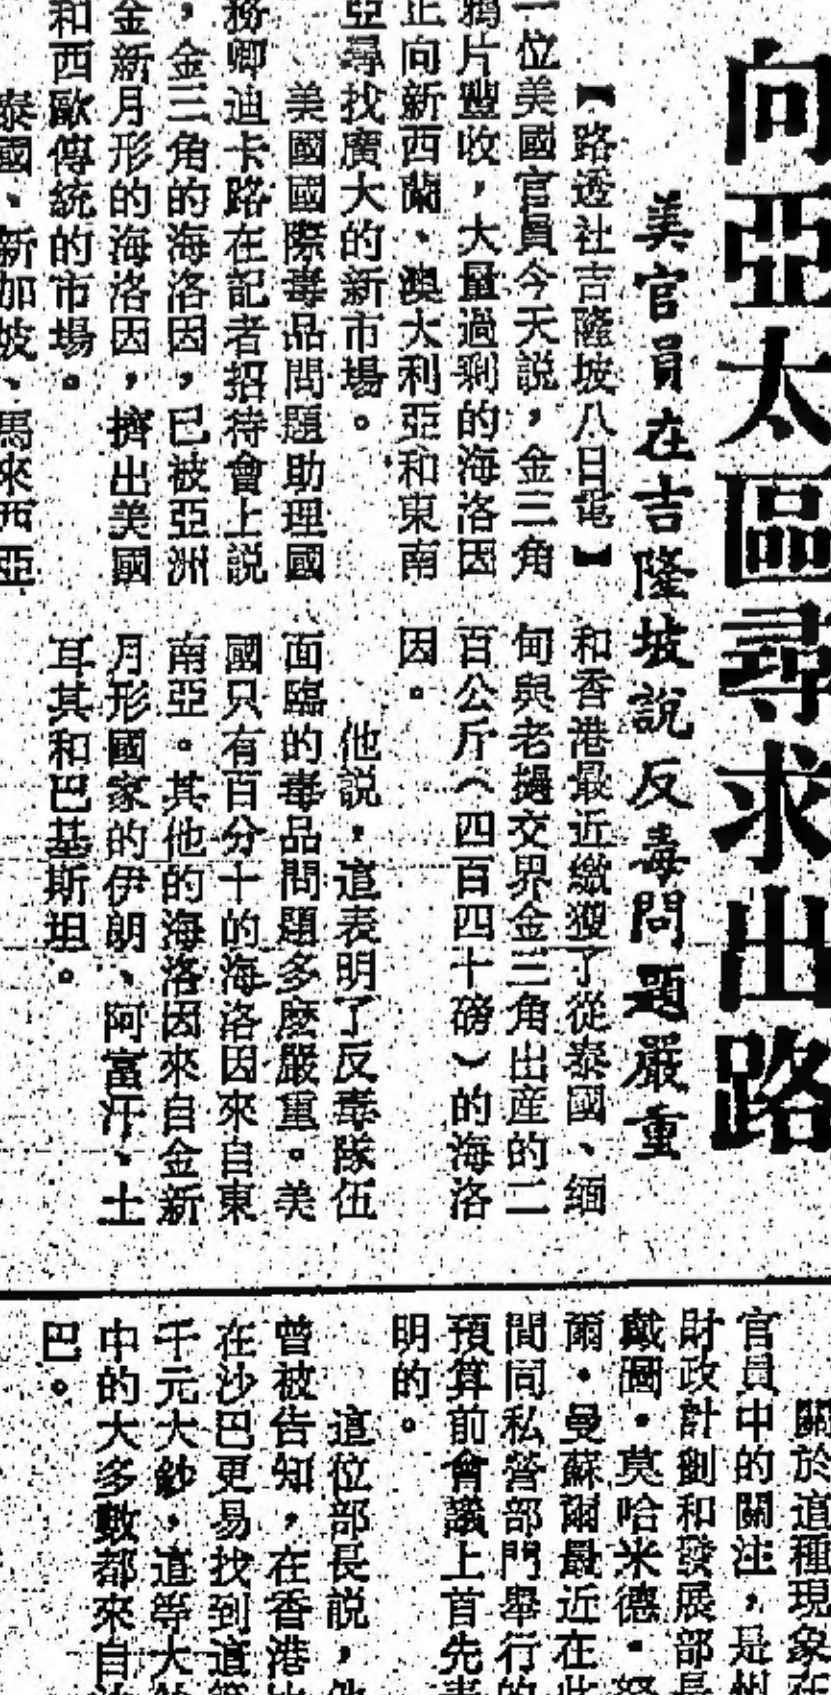 向亞太區尋求出路
美官員在吉隆坡說反毒問題嚴重
【路透社吉隆坡八日電】
一位美國官員今天説，金三角
鴉片豐收，大量過剩的海洛因
正向新西蘭、澳大利亞和東南
亞尋找廣大的新市場。
美國國際毒品問題助理國
務卿迪卡路在記者招待會上説
，金三角的海洛因，已被亞洲
金新月形的海洛因，擠出美國
和西歐傳統的市場。
泰國、新加坡、馬來西亞
和香港最近繳獲了從泰國、緬
甸與老撾交界金三角出産的二
百公斤（四百四十磅）的海洛
因。
他説，這表明了反毒隊伍
面臨的毒品問題多麽嚴重。美
國只有百分十的海洛因來自東
南亞。其他的海洛因來自金新
月形國家的伊朗、阿富汗、土
耳其和巴基斯坦。
關於這種現象在
官員中的關注，是州
財政計劃和發展部長
戴圖・莫哈米德・
爾・曼蘇爾最近在此
間同私營部門舉行的
預算前會議上首先表
明的。
這位部長説，他
曾被告知，在香港比
在沙巴更易找到這
千元大鈔，這等大
中的大多數都來自
巴。